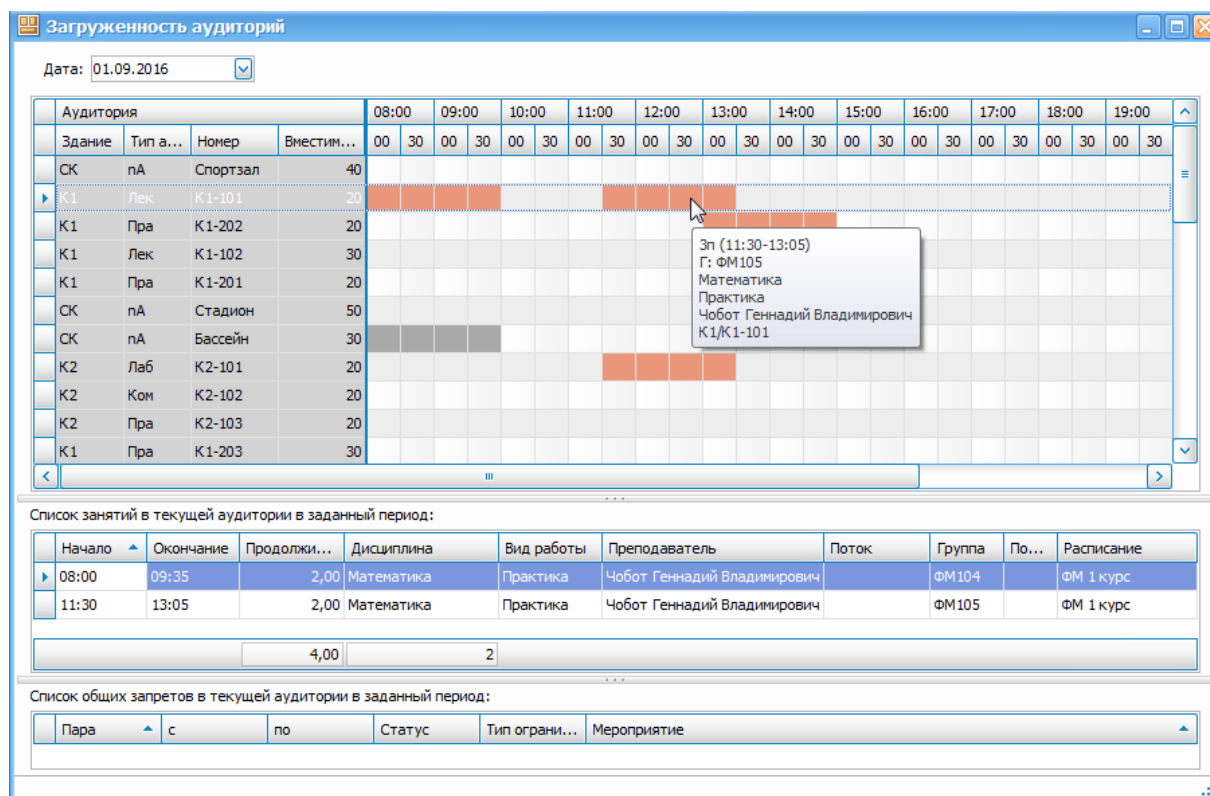 Загруженность аудиторий
Дата: 01.09.2016
Аудитория 08:00 09:00 10:00 11:00 12:00 13:00 14:00 15:00 16:00 17:00 18:00 19:00
Здание Тип а... Номер Вместим... 00 30 00 30 00 30 00 30 00 30 00 30 00 30 00 30 00 30 00 30 00 30 00 30
СК пА Спортзал 40
К1 Лек К1-101 20
К1 Пра К1-202 20
К1 Лек К1-102 30
К1 Пра К1-201 20
СК пА Стадион 50
СК пА Бассейн 30
К2 Лаб К2-101 20
К2 Ком К2-102 20
К2 Пра К2-103 20
К1 Пра К1-203 30
3п (11:30-13:05)
Г: ФМ105
Математика
Практика
Чобот Геннадий Владимирович
К1/К1-101
Список занятий в текущей аудитории в заданный период:
Начало Окончание Продолжи... Дисциплина Вид работы Преподаватель Поток Группа По... Расписание
08:00 09:35 2,00 Математика Практика Чобот Геннадий Владимирович ФМ104 ФМ 1 курс
11:30 13:05 2,00 Математика Практика Чобот Геннадий Владимирович ФМ105 ФМ 1 курс
4,00 2
Список общих запретов в текущей аудитории в заданный период:
Пара с по Статус Тип ограни... Мероприятие